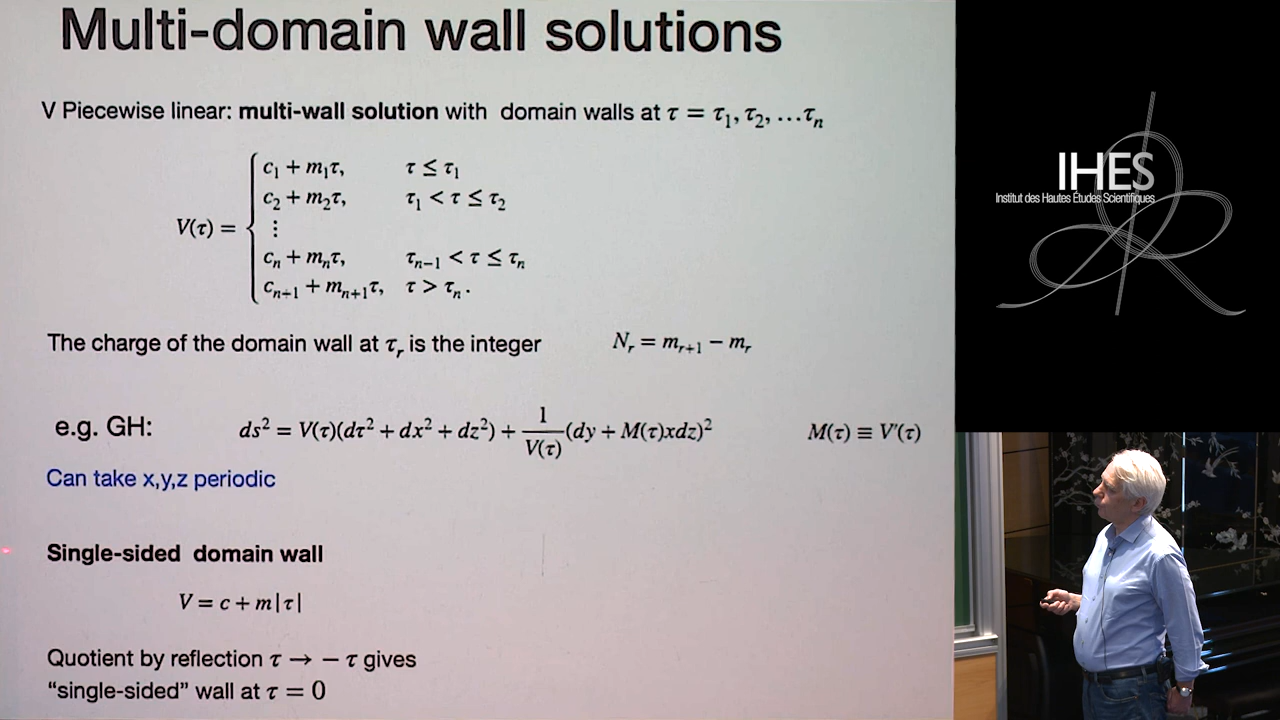 Multi-domain wall solutions
V Piecewise linear: multi-wall solution with domain walls at τ = τ₁, τ₂, …τₙ
V(τ) = { c₁ + m₁τ, τ ≤ τ₁
c₂ + m₂τ, τ₁ < τ ≤ τ₂
⋮
cₙ + mₙτ, τₙ₋₁ < τ ≤ τₙ
cₙ₊₁ + mₙ₊₁τ, τ > τₙ .
The charge of the domain wall at τᵣ is the integer Nᵣ = mᵣ₊₁ − mᵣ
e.g. GH: ds² = V(τ)(dτ² + dx² + dz²) + 1/V(τ) (dy + M(τ)xdz)² M(τ) ≡ V′(τ)
Can take x,y,z periodic
Single-sided domain wall
V = c + m|τ|
Quotient by reflection τ → − τ gives
“single-sided” wall at τ = 0
IHES
Institut des Hautes Études Scientifiques